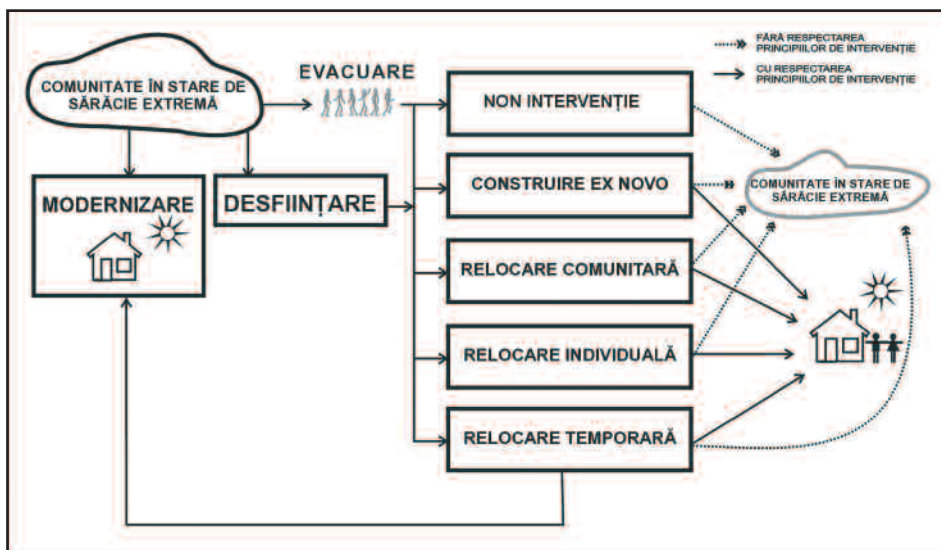 COMUNITATE ÎN STARE DE
SĂRĂCIE EXTREMĂ
EVACUARE
FĂRĂ RESPECTAREA
PRINCIPIILOR DE INTERVENȚIE
CU RESPECTAREA
PRINCIPIILOR DE INTERVENȚIE
NON INTERVENȚIE
MODERNIZARE
DESFIINȚARE
CONSTRUIRE EX NOVO
COMUNITATE ÎN STARE DE
SĂRĂCIE EXTREMĂ
RELOCARE COMUNITARĂ
RELOCARE INDIVIDUALĂ
RELOCARE TEMPORARĂ